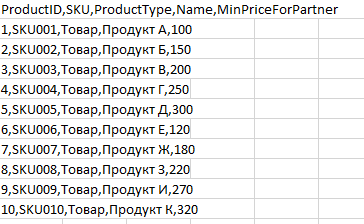 ProductID,SKU,ProductType,Name,MinPriceForPartner
1,SKU001,Товар,Продукт А,100
2,SKU002,Товар,Продукт Б,150
3,SKU003,Товар,Продукт В,200
4,SKU004,Товар,Продукт Г,250
5,SKU005,Товар,Продукт Д,300
6,SKU006,Товар,Продукт Е,120
7,SKU007,Товар,Продукт Ж,180
8,SKU008,Товар,Продукт З,220
9,SKU009,Товар,Продукт И,270
10,SKU010,Товар,Продукт К,320